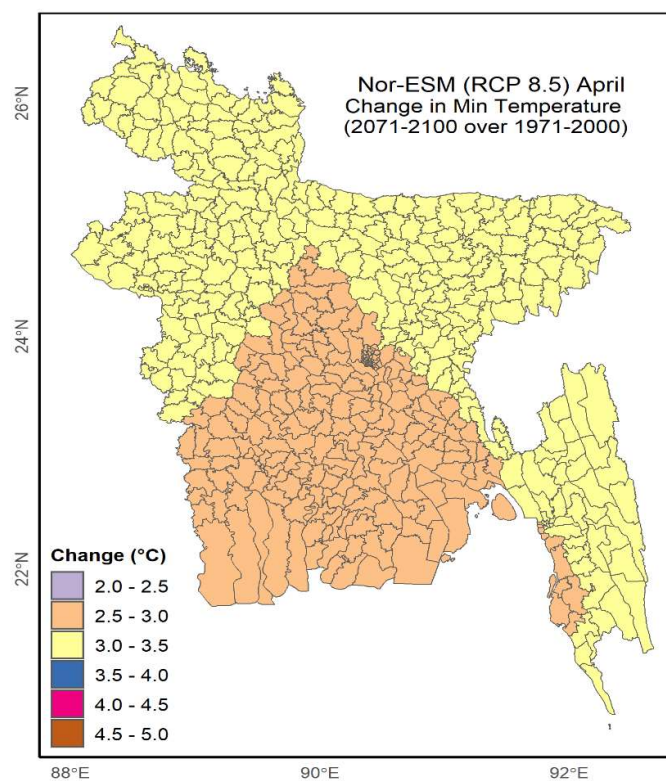 Nor-ESM (RCP 8.5) April
Change in Min Temperature
(2071-2100 over 1971-2000)
26°N
24°N
22°N
Change (°C)
2.0 - 2.5
2.5 - 3.0
3.0 - 3.5
3.5 - 4.0
4.0 - 4.5
4.5 - 5.0
88°E
90°E
92°E